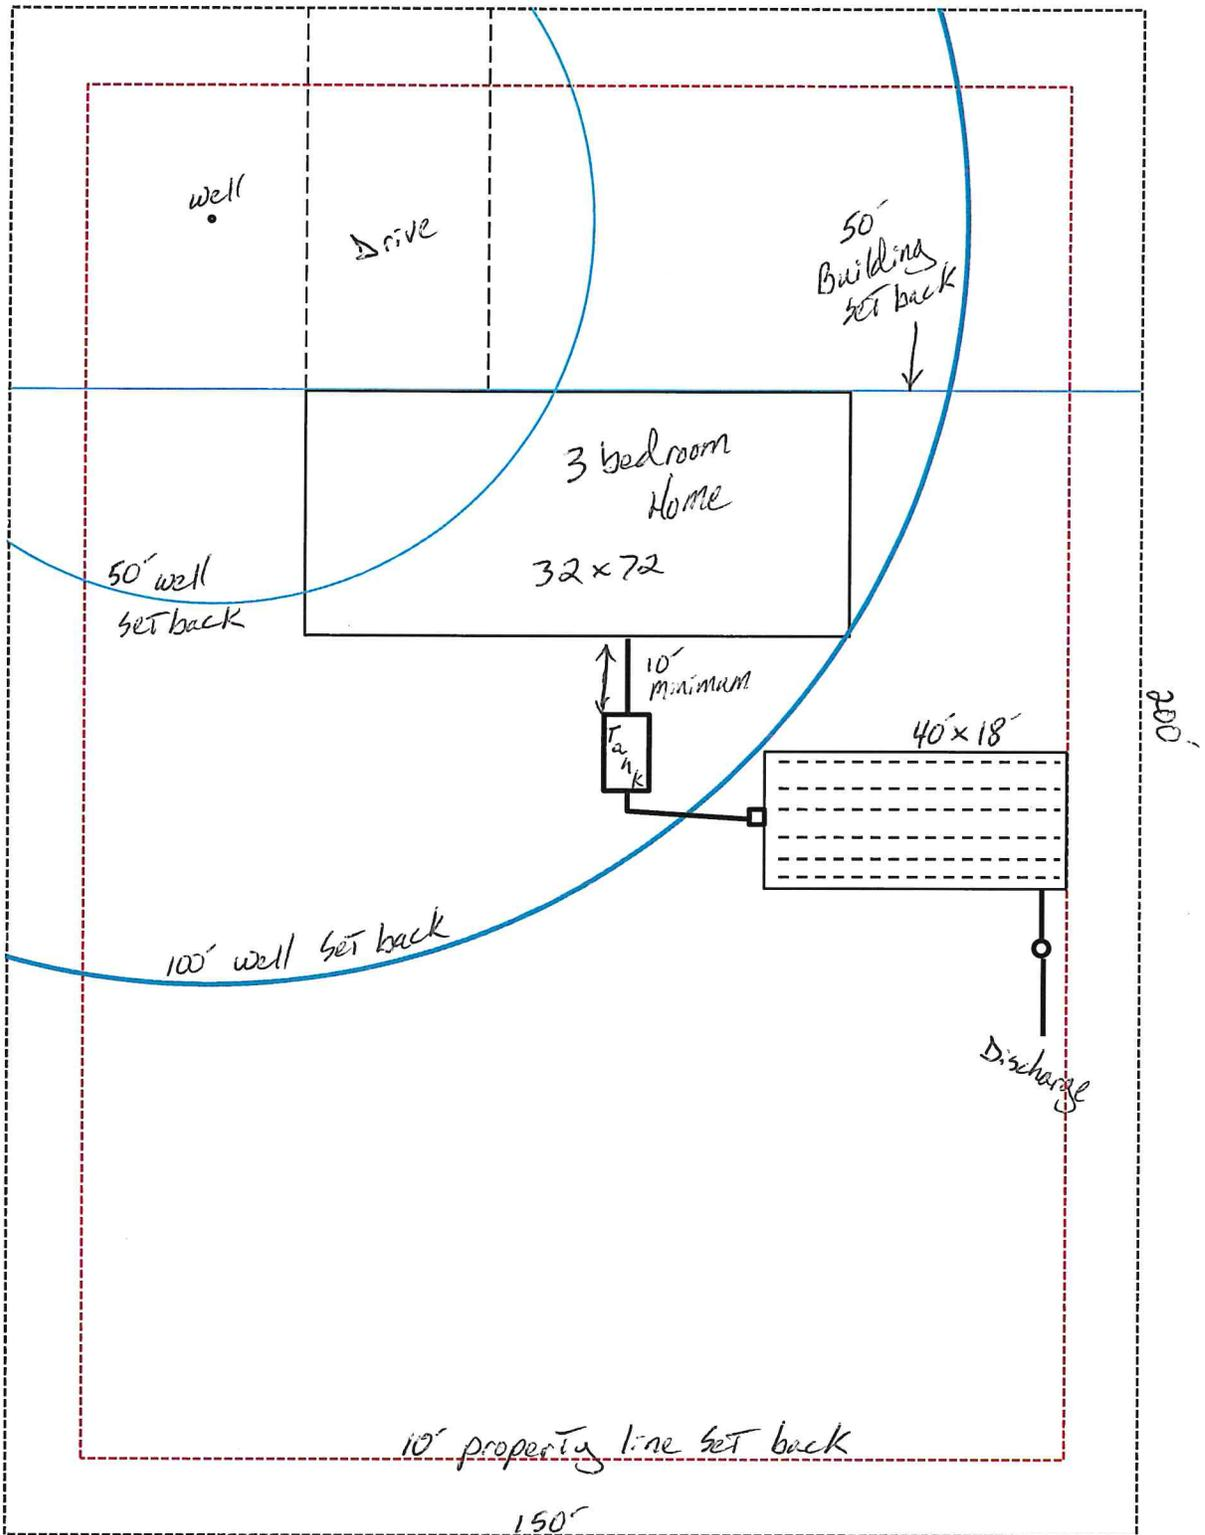 well
Drive
50'
Building
Set back
3 bedroom
Home
32 x 72
50' well
Set back
10'
minimum
Tank
40' x 18'
200'
100' well Set back
Discharge
10' property line Set back
150'